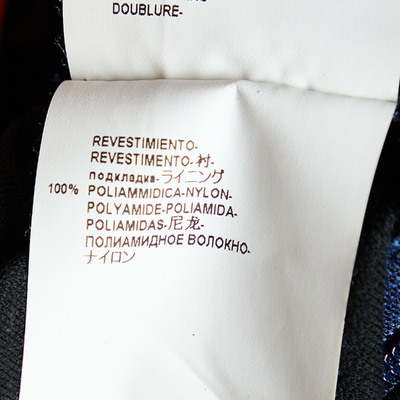 DOUBLURE-
REVESTIMIENTO-
REVESTIMENTO-衬-
подкладка-ライニング
100% POLIAMMIDICA-NYLON-
POLYAMIDE-POLIAMIDA-
POLIAMIDAS-尼龙-
ПОЛИАМИДНОЕ ВОЛОКНО-
ナイロン